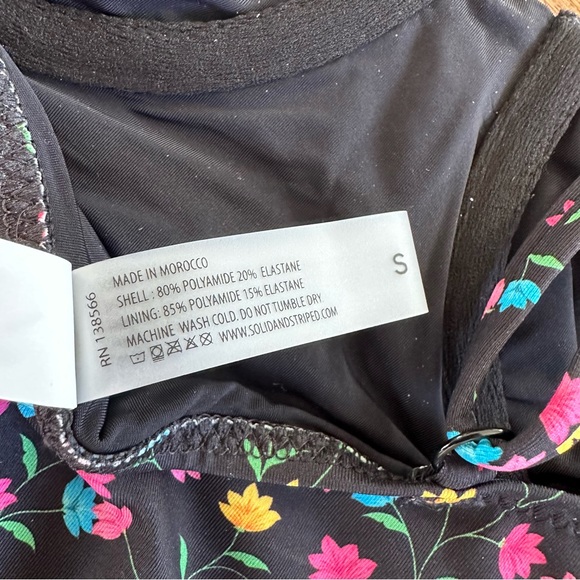 MADE IN MOROCCO
SHELL : 80% POLYAMIDE 20% ELASTANE
LINING: 85% POLYAMIDE 15% ELASTANE
MACHINE WASH COLD. DO NOT TUMBLE DRY
WWW.SOLIDANDSTRIPED.COM
RN 138566
S